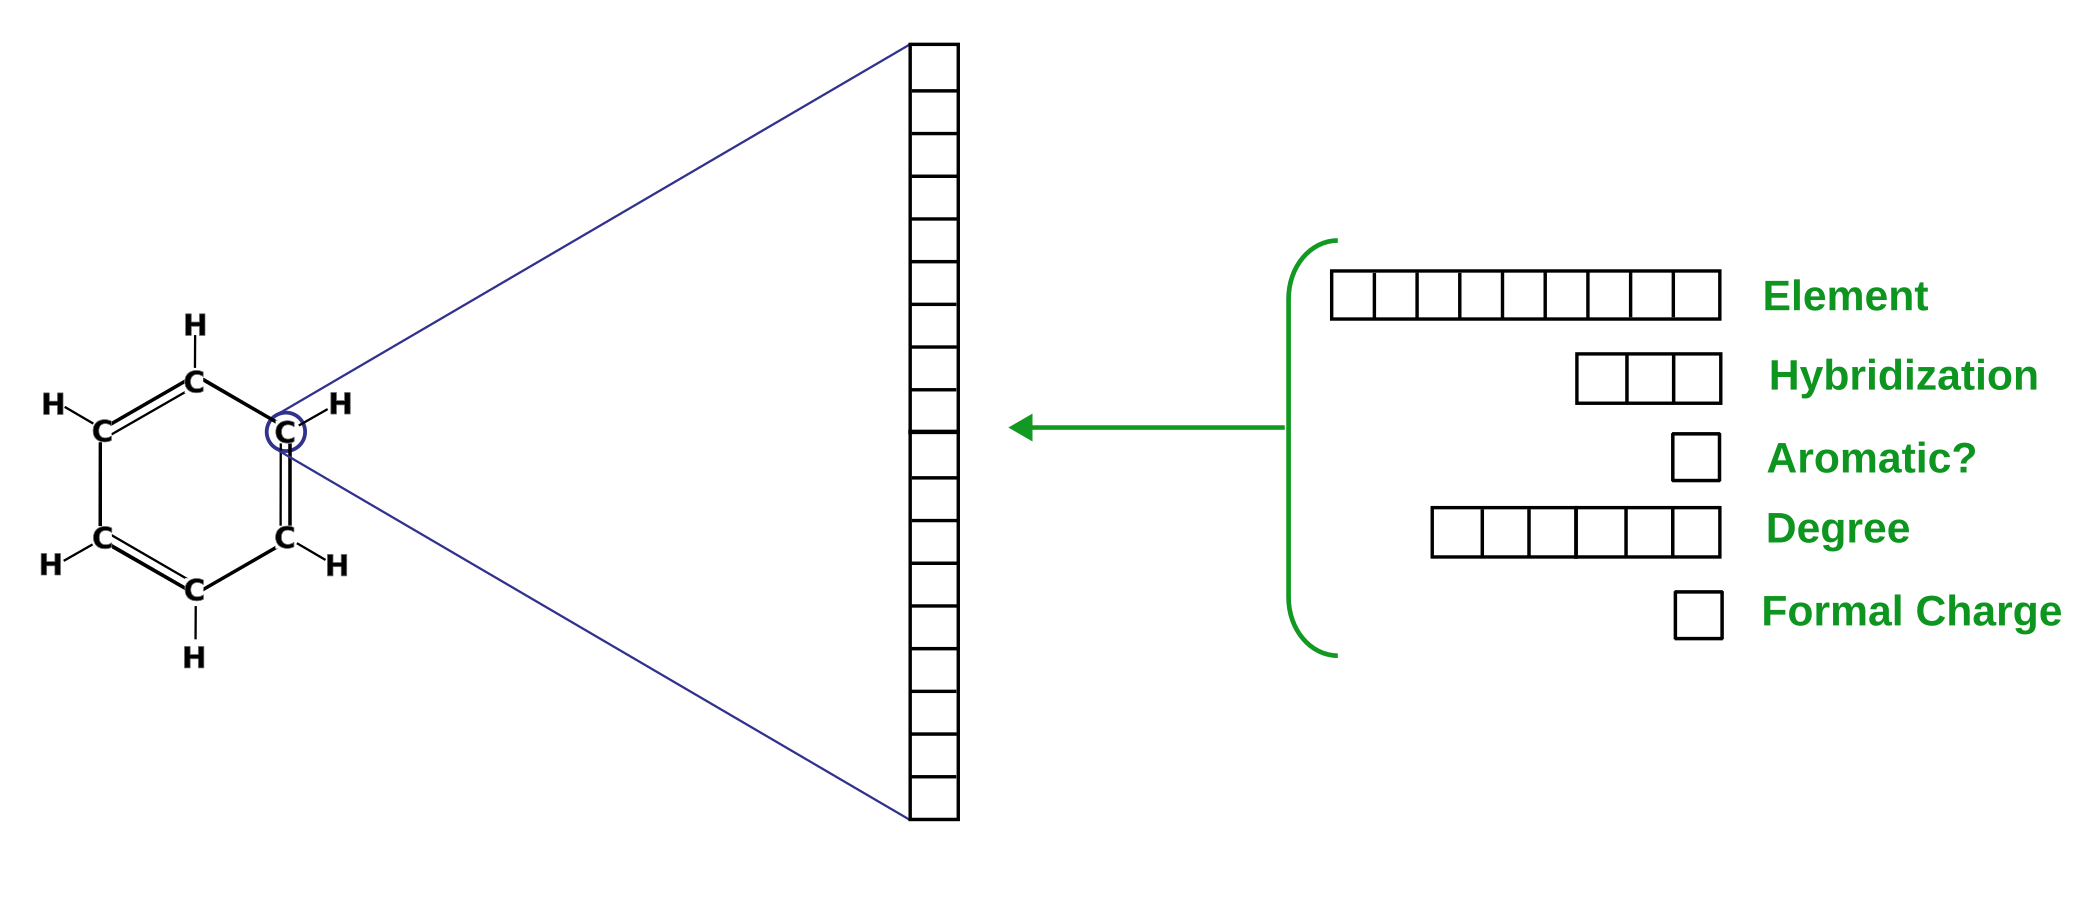 H
C
H
C
H
C
C
H
C
H
C
H
Element
Hybridization
Aromatic?
Degree
Formal Charge